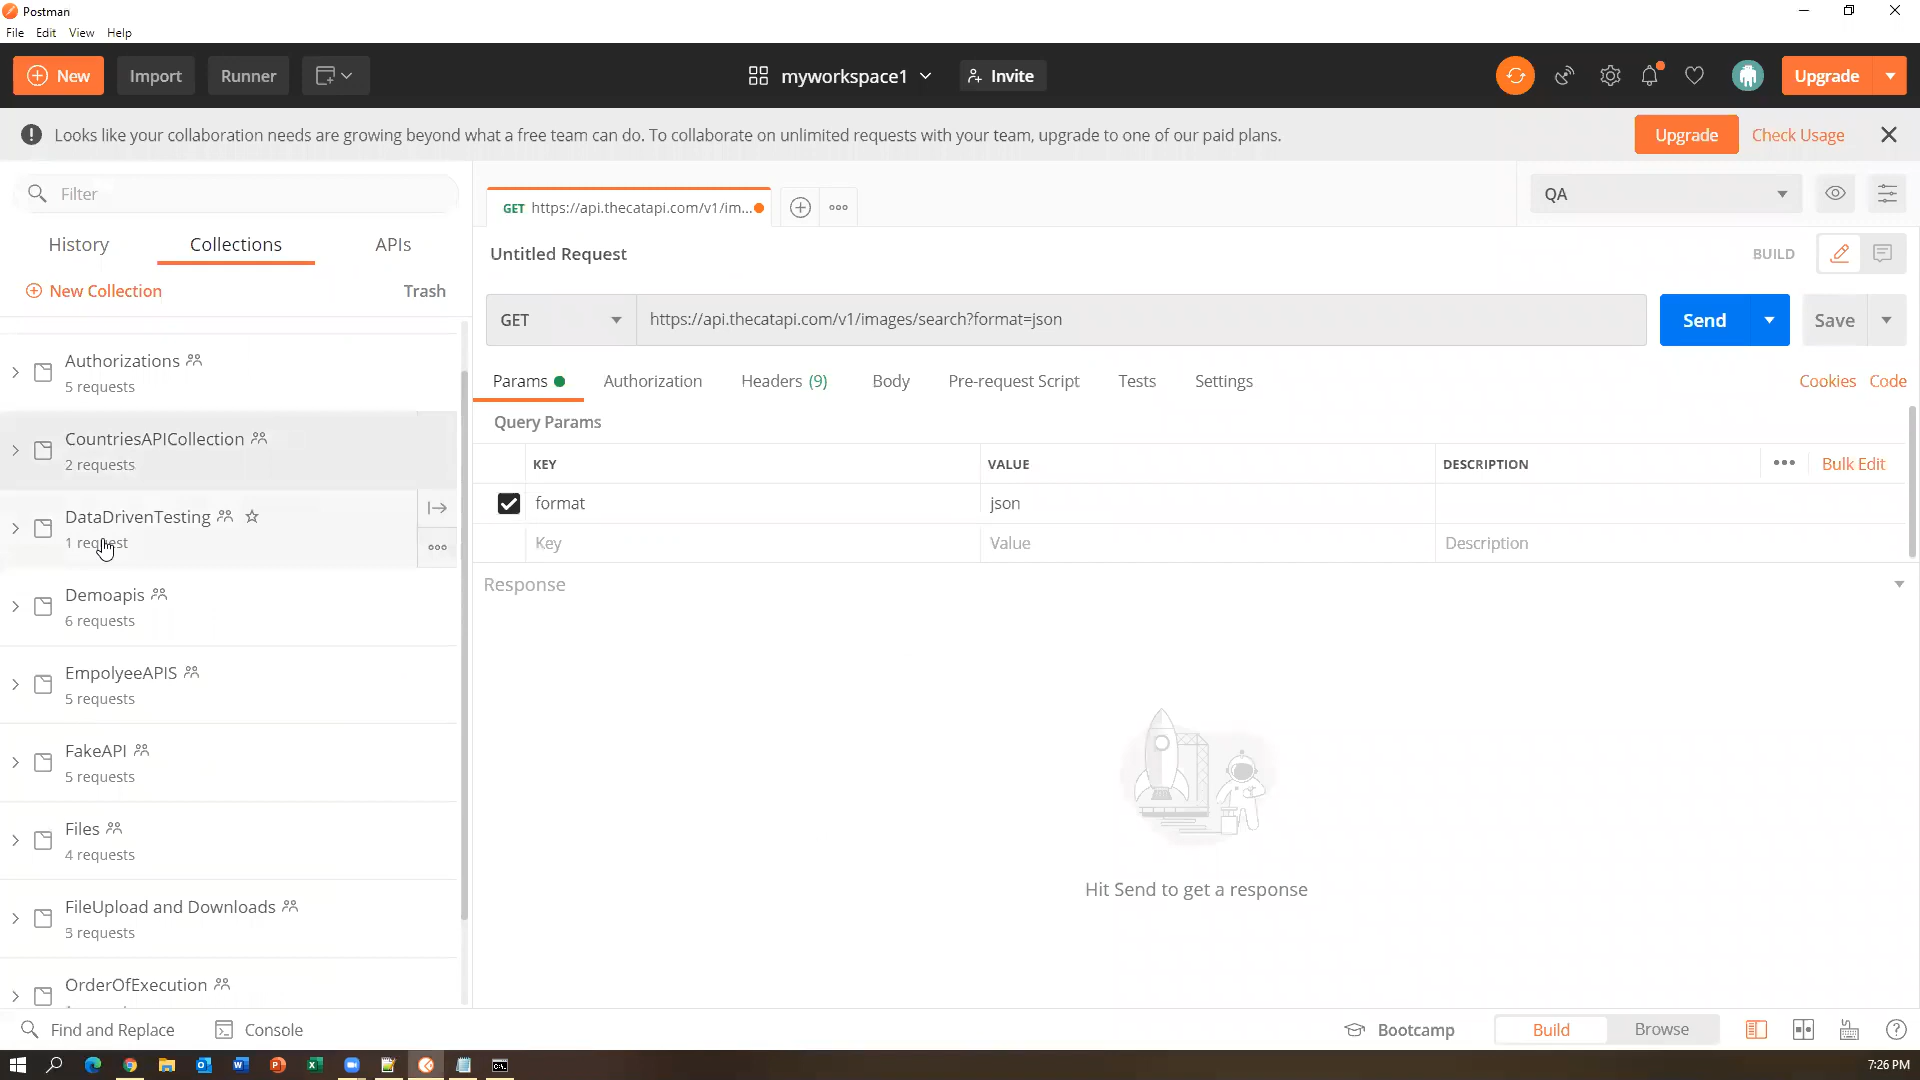 Postman
File Edit View Help
New Import Runner myworkspace1 Invite Upgrade
Looks like your collaboration needs are growing beyond what a free team can do. To collaborate on unlimited requests with your team, upgrade to one of our paid plans. Upgrade Check Usage
Filter
GET https://api.thecatapi.com/v1/im... QA
History Collections APIs
Untitled Request BUILD
New Collection Trash
GET https://api.thecatapi.com/v1/images/search?format=json Send Save
Authorizations
5 requests
Params Authorization Headers (9) Body Pre-request Script Tests Settings Cookies Code
Query Params
CountriesAPICollection
2 requests
KEY VALUE DESCRIPTION Bulk Edit
format json
Key Value Description
DataDrivenTesting
1 request
Response
Demoapis
6 requests
EmpolyeeAPIS
5 requests
FakeAPI
5 requests
Files
4 requests
Hit Send to get a response
FileUpload and Downloads
3 requests
OrderOfExecution
Find and Replace Console Bootcamp Build Browse
7:26 PM